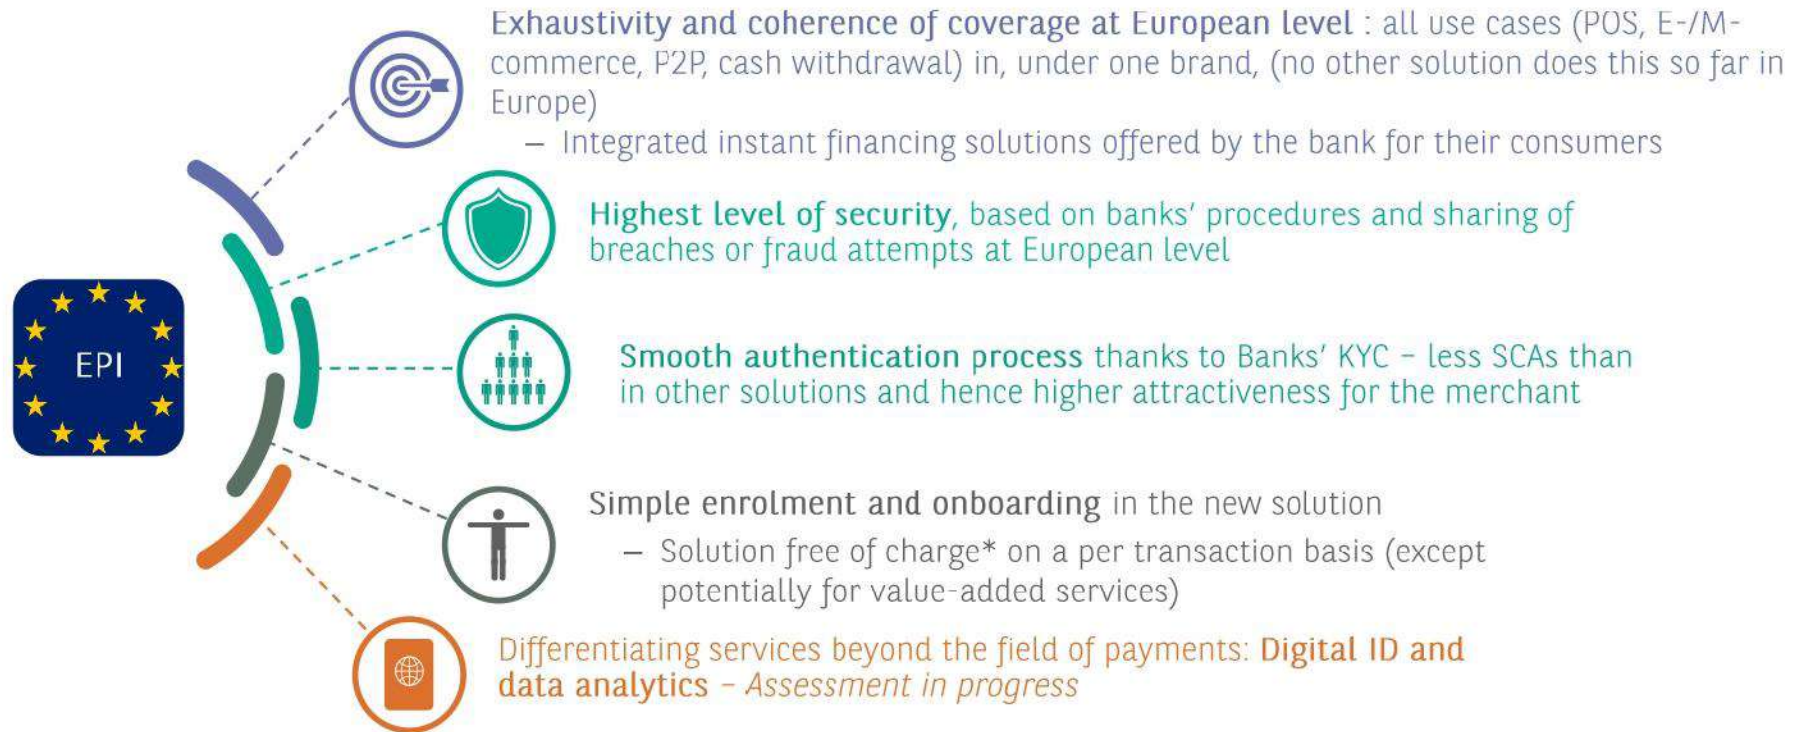 Exhaustivity and coherence of coverage at European level : all use cases (POS, E-/M-
commerce, P2P, cash withdrawal) in, under one brand, (no other solution does this so far in
Europe)
– Integrated instant financing solutions offered by the bank for their consumers
Highest level of security, based on banks' procedures and sharing of
breaches or fraud attempts at European level
EPI
Smooth authentication process thanks to Banks' KYC – less SCAs than
in other solutions and hence higher attractiveness for the merchant
Simple enrolment and onboarding in the new solution
– Solution free of charge* on a per transaction basis (except
potentially for value-added services)
Differentiating services beyond the field of payments: Digital ID and
data analytics – Assessment in progress